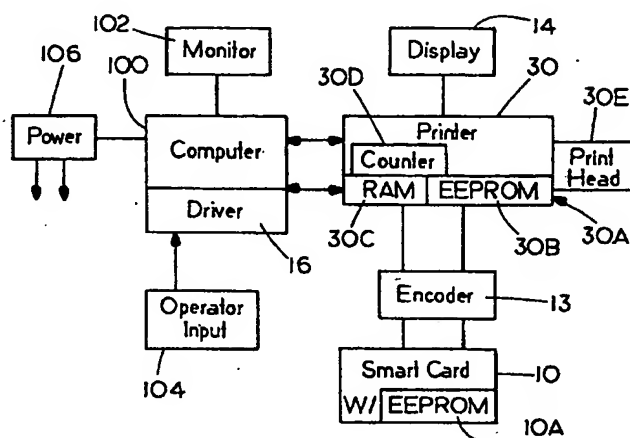 102
Monitor
14
Display
106
100
30
30D
30E
Power
Computer
Printer
Counter
Print
Head
RAM
EEPROM
Driver
16
30C
30B
30A
Operator
Input
104
Encoder
13
Smart Card
10
W/ EEPROM
10A